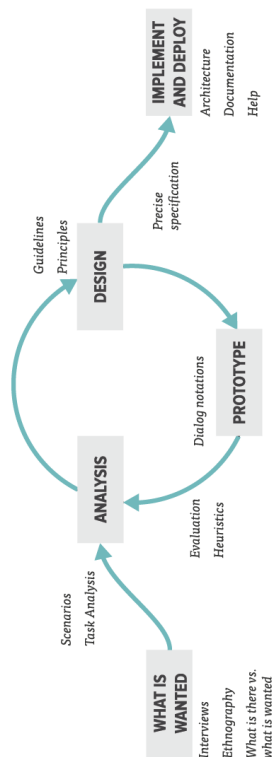 WHAT IS
WANTED
Interviews
Ethnography
What is there vs.
what is wanted
Scenarios
Task Analysis
ANALYSIS
Guidelines
Principles
DESIGN
Precise
specification
IMPLEMENT
AND DEPLOY
Architecture
Documentation
Help
Dialog notations
PROTOTYPE
Evaluation
Heuristics